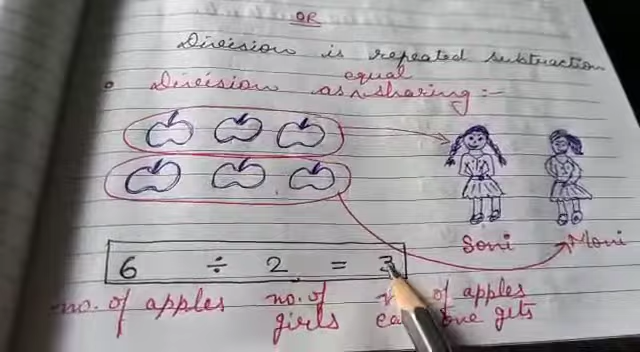 OR
Division is repeated subtraction
equal
Division as sharing:-
Soni
Moni
6 ÷ 2 = 3
no. of apples
no. of girls
of apples
one gets